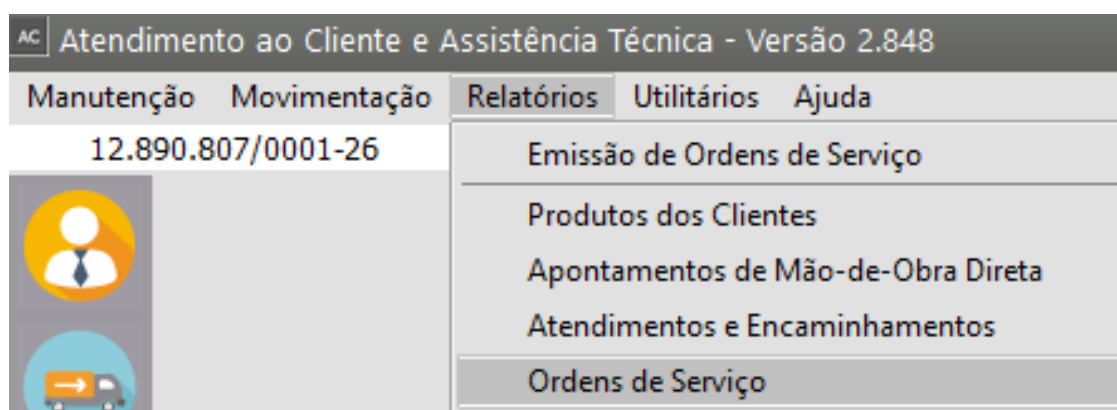 AC Atendimento ao Cliente e Assistência Técnica - Versão 2.848
Manutenção Movimentação Relatórios Utilitários Ajuda
12.890.807/0001-26
Emissão de Ordens de Serviço
Produtos dos Clientes
Apontamentos de Mão-de-Obra Direta
Atendimentos e Encaminhamentos
Ordens de Serviço